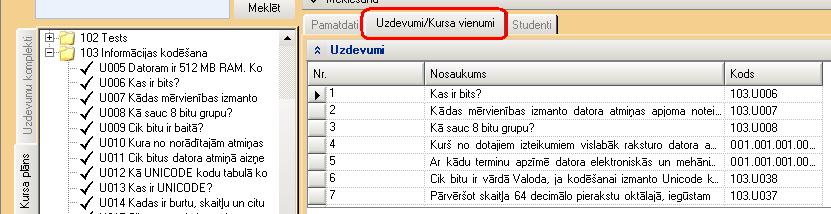 Meklēt
Uzdevumu komplekti
Kursa plāns
102 Tests
103 Informācijas kodēšana
U005 Datoram ir 512 MB RAM. Ko
U006 Kas ir bits?
U007 Kādas mērvienības izmanto
U008 Kā sauc 8 bitu grupu?
U009 Cik bitu ir baitā?
U010 Kura no norādītajām atmiņas
U011 Cik bitus datora atmiņā aizņe
U012 Kā UNICODE kodu tabulā ko
U013 Kas ir UNICODE?
U014 Kadas ir burtu, skaitļu un citu
Pamatdati
Uzdevumi/Kursa vienumi
Studenti
Uzdevumi
Nr. Nosaukums Kods
1 Kas ir bits? 103.U006
2 Kādas mērvienības izmanto datora atmiņas apjoma notei... 103.U007
3 Kā sauc 8 bitu grupu? 103.U008
4 Kurš no dotajiem izteikumiem vislabāk raksturo datora a... 001.001.001.00...
5 Ar kādu terminu apzīmē datora elektroniskās un mehāni... 001.001.001.00...
6 Cik bitu ir vārdā Valoda, ja kodēšanai izmanto Unicode k... 103.U038
7 Pārvēršot skaitļa 64 decimālo pierakstu oktālajā, iegūstam 103.U037